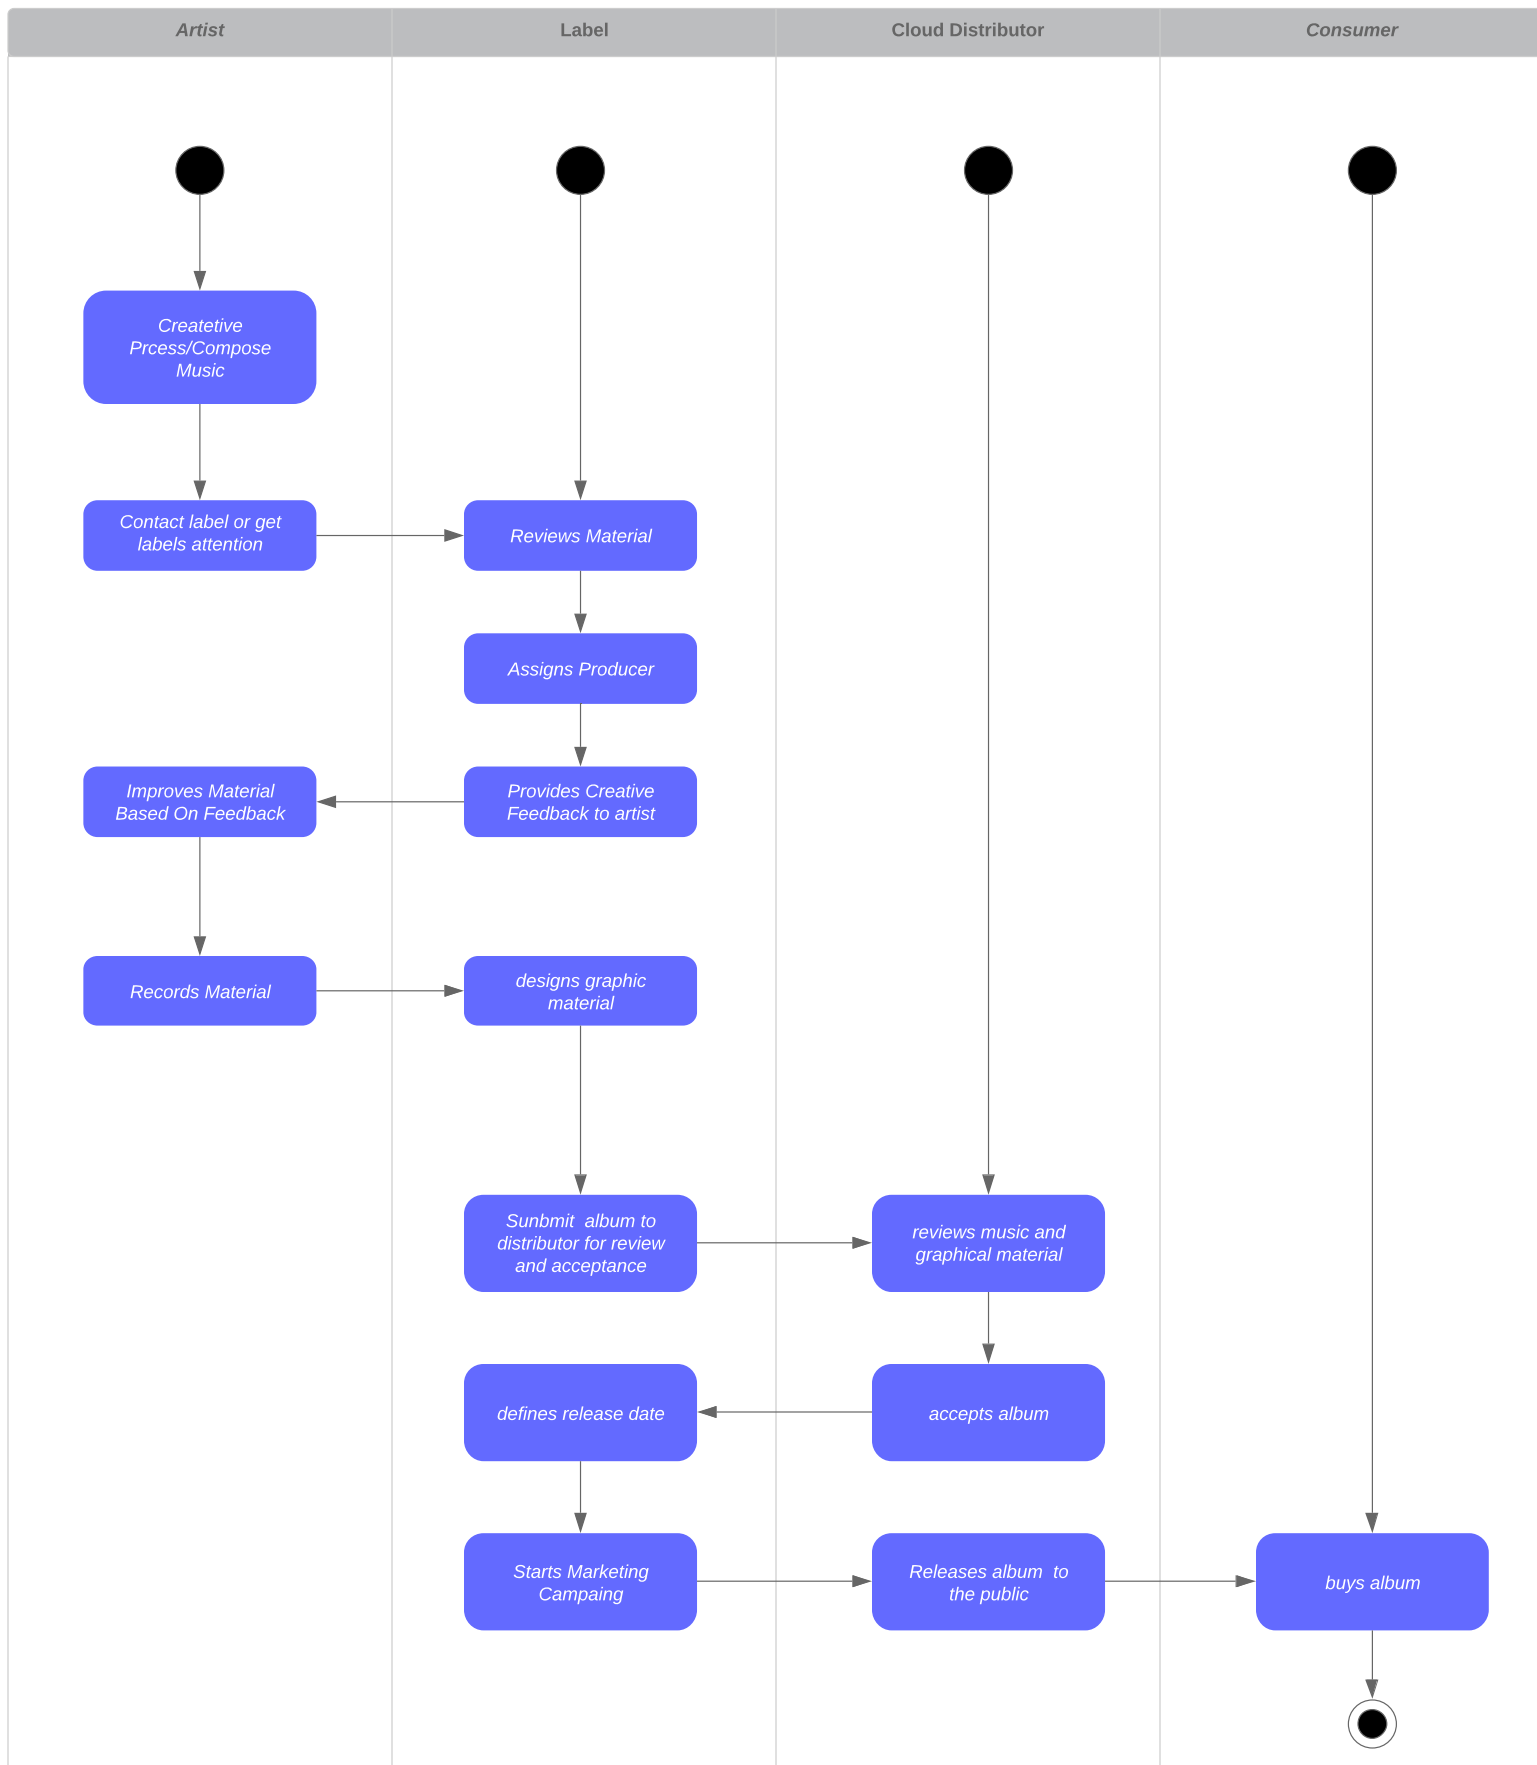 Artist
Label
Cloud Distributor
Consumer
Createtive
Prcess/Compose
Music
Contact label or get
labels attention
Reviews Material
Assigns Producer
Improves Material
Based On Feedback
Provides Creative
Feedback to artist
Records Material
designs graphic
material
Sunbmit  album to
distributor for review
and acceptance
reviews music and
graphical material
defines release date
accepts album
Starts Marketing
Campaing
Releases album  to
the public
buys album